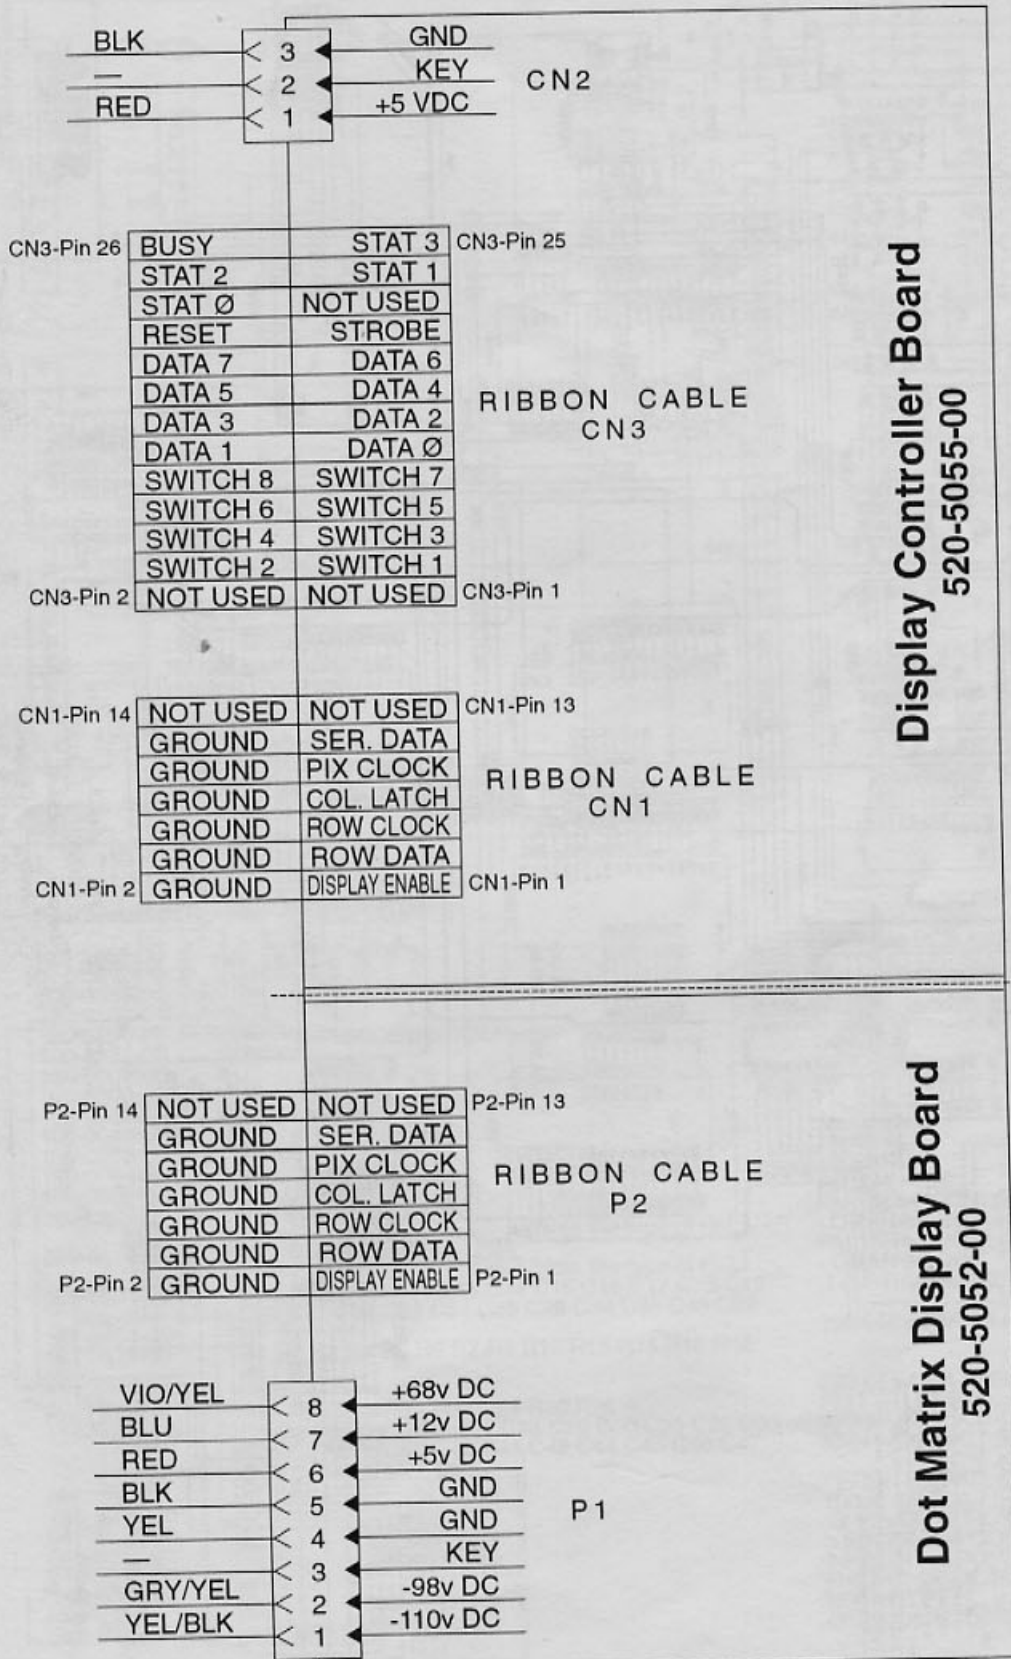 BLK 3 GND
— 2 KEY
RED 1 +5 VDC
CN2
CN3-Pin 26 BUSY STAT 3 CN3-Pin 25
STAT 2 STAT 1
STAT Ø NOT USED
RESET STROBE
DATA 7 DATA 6
DATA 5 DATA 4
DATA 3 DATA 2
DATA 1 DATA Ø
SWITCH 8 SWITCH 7
SWITCH 6 SWITCH 5
SWITCH 4 SWITCH 3
SWITCH 2 SWITCH 1
CN3-Pin 2 NOT USED NOT USED CN3-Pin 1
RIBBON CABLE
CN3
CN1-Pin 14 NOT USED NOT USED CN1-Pin 13
GROUND SER. DATA
GROUND PIX CLOCK
GROUND COL. LATCH
GROUND ROW CLOCK
GROUND ROW DATA
CN1-Pin 2 GROUND DISPLAY ENABLE CN1-Pin 1
RIBBON CABLE
CN1
Display Controller Board
520-5055-00
P2-Pin 14 NOT USED NOT USED P2-Pin 13
GROUND SER. DATA
GROUND PIX CLOCK
GROUND COL. LATCH
GROUND ROW CLOCK
GROUND ROW DATA
P2-Pin 2 GROUND DISPLAY ENABLE P2-Pin 1
RIBBON CABLE
P2
VIO/YEL 8 +68v DC
BLU 7 +12v DC
RED 6 +5v DC
BLK 5 GND
YEL 4 GND
— 3 KEY
GRY/YEL 2 -98v DC
YEL/BLK 1 -110v DC
P1
Dot Matrix Display Board
520-5052-00